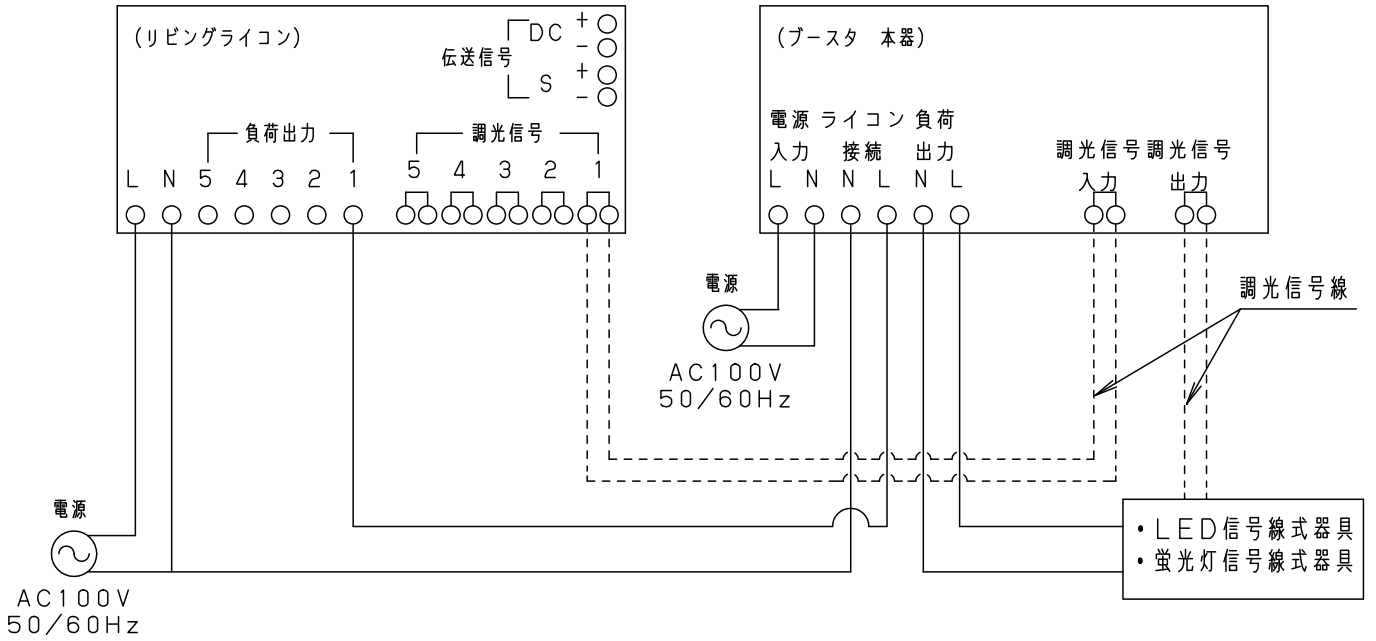 (リビングライコン)
伝送信号
DC + -
S + -
負荷出力
調光信号
L N 5 4 3 2 1
5 4 3 2 1
(ブースタ 本器)
電源 ライコン 負荷
入力 接続 出力
L N N L N L
調光信号 調光信号
入力 出力
電源
AC100V
50/60Hz
調光信号線
電源
AC100V
50/60Hz
・LED信号線式器具
・蛍光灯信号線式器具